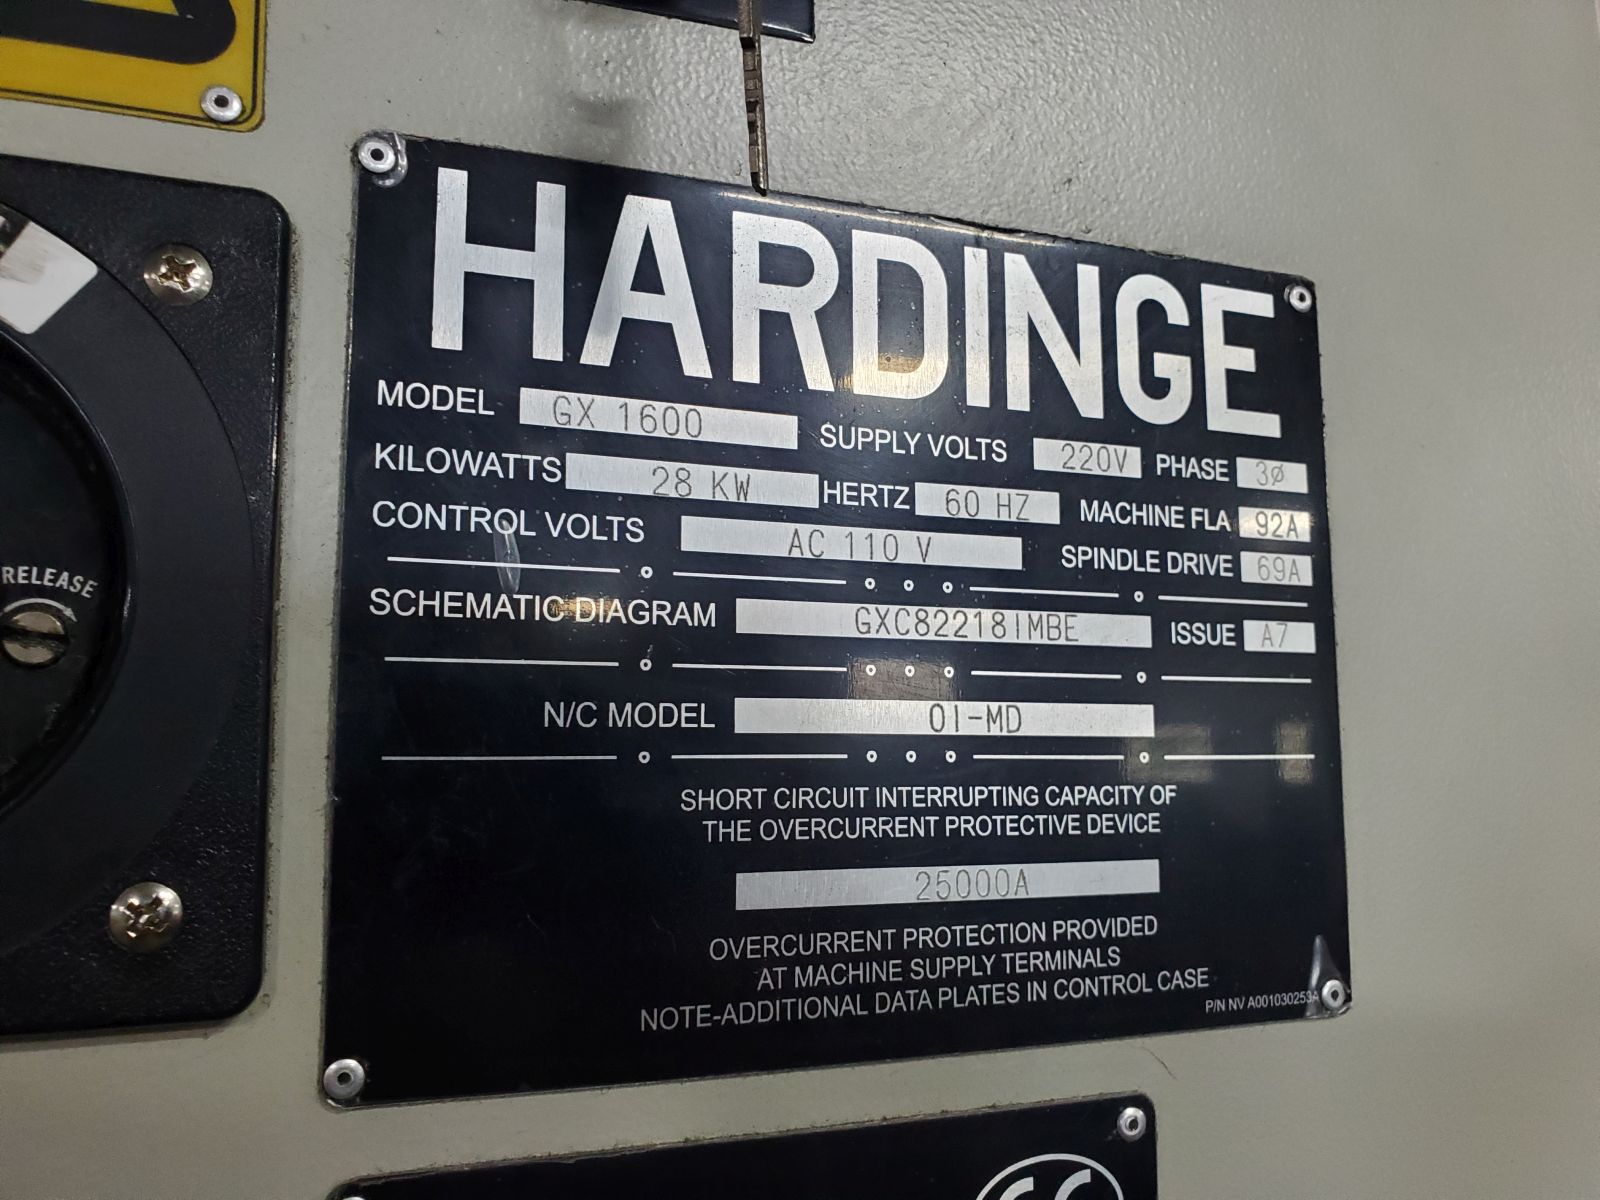 HARDINGE
MODEL GX 1600 SUPPLY VOLTS 220V PHASE 3Ø
KILOWATTS 28 KW HERTZ 60 HZ MACHINE FLA 92A
CONTROL VOLTS AC 110 V SPINDLE DRIVE 69A
SCHEMATIC DIAGRAM GXC822181MBE ISSUE A7
N/C MODEL 0I-MD
SHORT CIRCUIT INTERRUPTING CAPACITY OF
THE OVERCURRENT PROTECTIVE DEVICE
25000A
OVERCURRENT PROTECTION PROVIDED
AT MACHINE SUPPLY TERMINALS
NOTE-ADDITIONAL DATA PLATES IN CONTROL CASE
P/N NV A001030253A
RELEASE